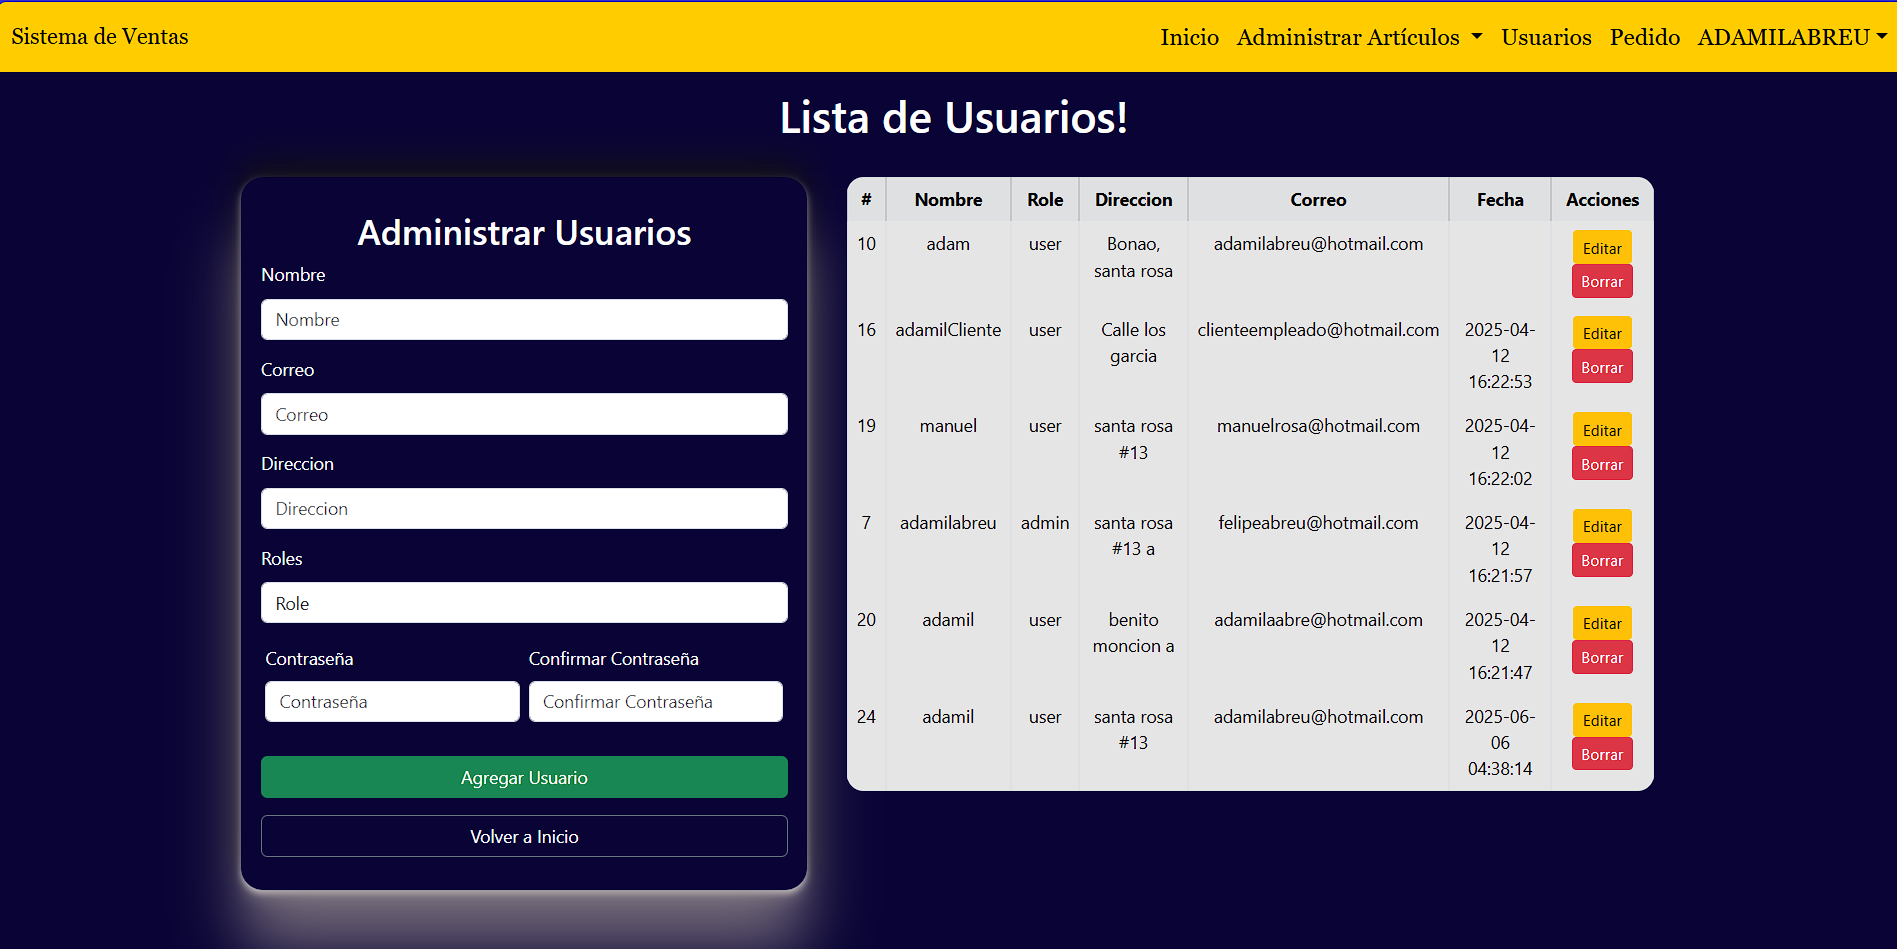 Sistema de Ventas
Inicio Administrar Artículos Usuarios Pedido ADAMILABREU
Lista de Usuarios!
Administrar Usuarios
Nombre
Nombre
Correo
Correo
Direccion
Direccion
Roles
Role
Contraseña Confirmar Contraseña
Contraseña Confirmar Contraseña
Agregar Usuario
Volver a Inicio
# Nombre Role Direccion Correo Fecha Acciones
10 adam user Bonao, adamilabreu@hotmail.com Editar
santa rosa
Borrar
16 adamilCliente user Calle los clienteempleado@hotmail.com 2025-04- Editar
garcia 12
Borrar
16:22:53
19 manuel user santa rosa manuelrosa@hotmail.com 2025-04- Editar
#13 12
Borrar
16:22:02
7 adamilabreu admin santa rosa felipeabreu@hotmail.com 2025-04- Editar
#13 a 12
Borrar
16:21:57
20 adamil user benito adamilaabre@hotmail.com 2025-04- Editar
moncion a 12
Borrar
16:21:47
24 adamil user santa rosa adamilabreu@hotmail.com 2025-06- Editar
#13 06
Borrar
04:38:14